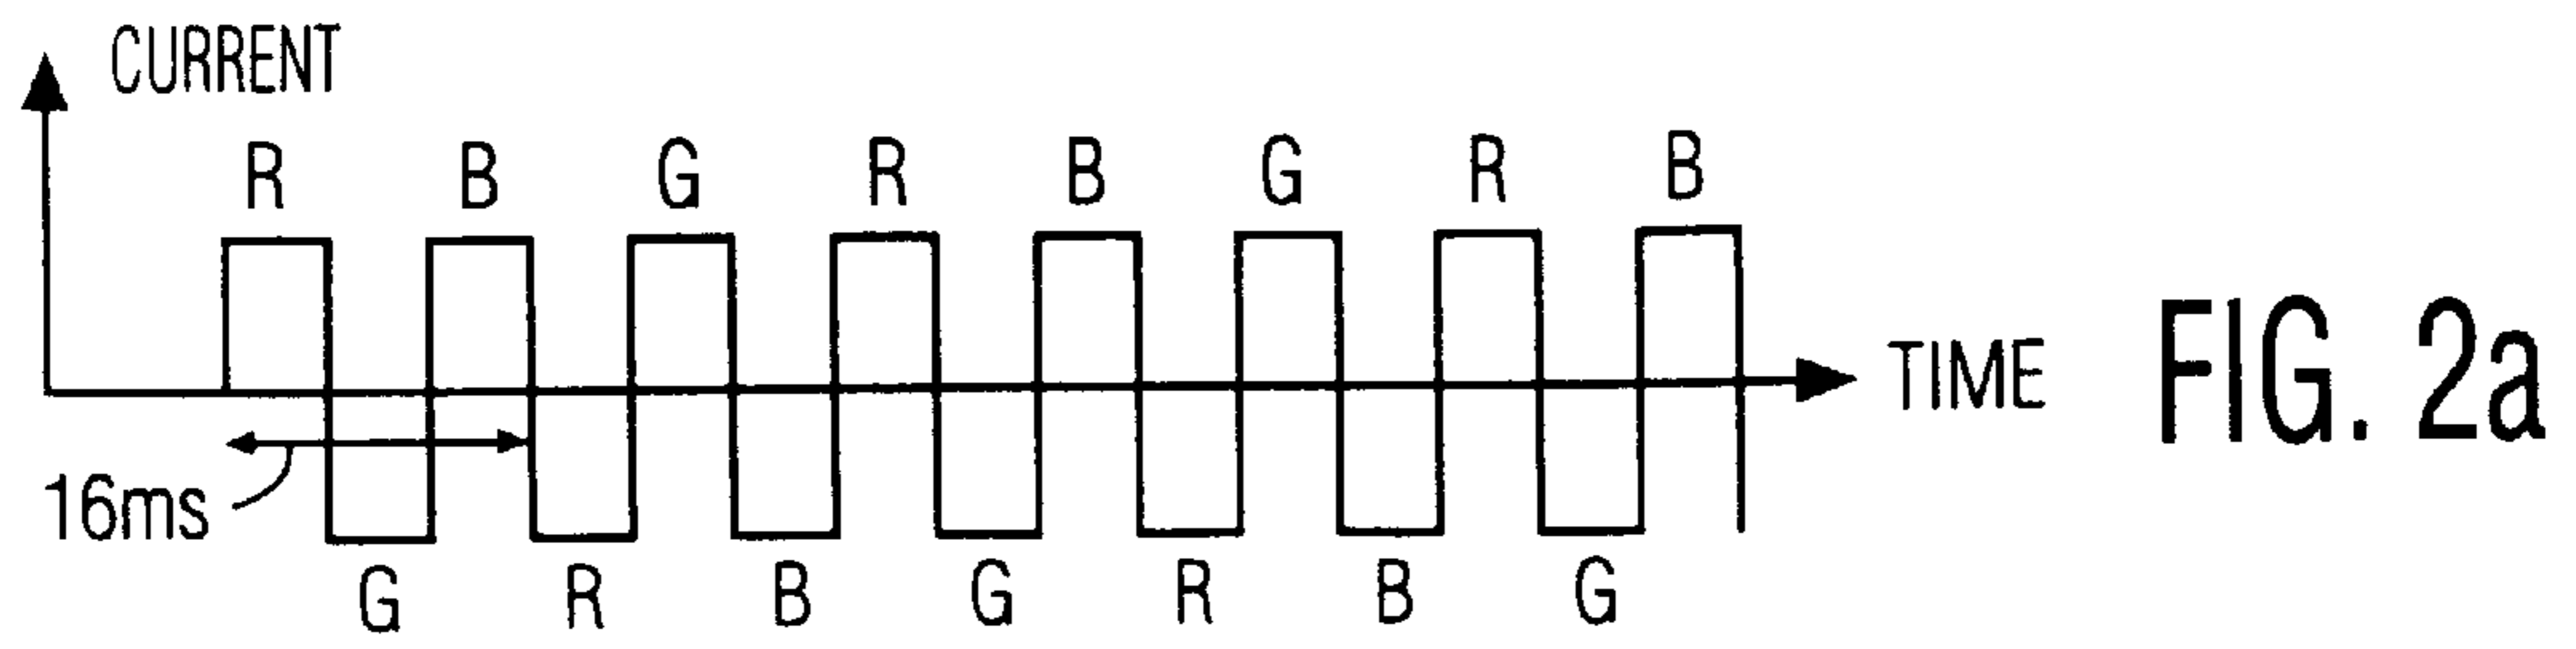 CURRENT
R B G R B G R B
TIME
16ms
G R B G R B G
FIG. 2a